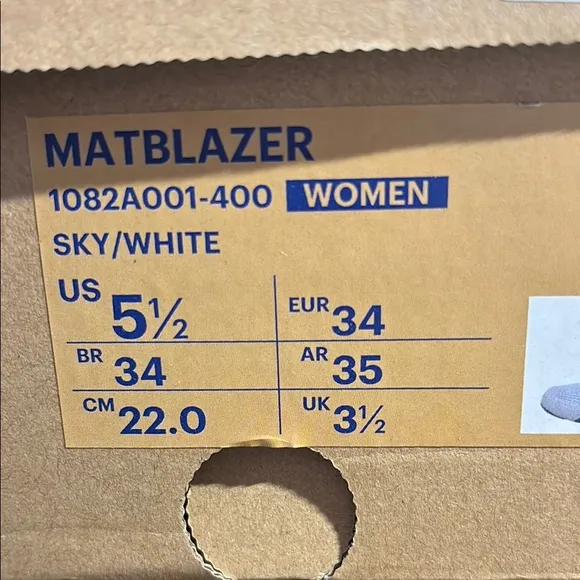 MATBLAZER
1082A001-400 WOMEN
SKY/WHITE
US 5½ EUR 34
BR 34 AR 35
CM 22.0 UK 3½